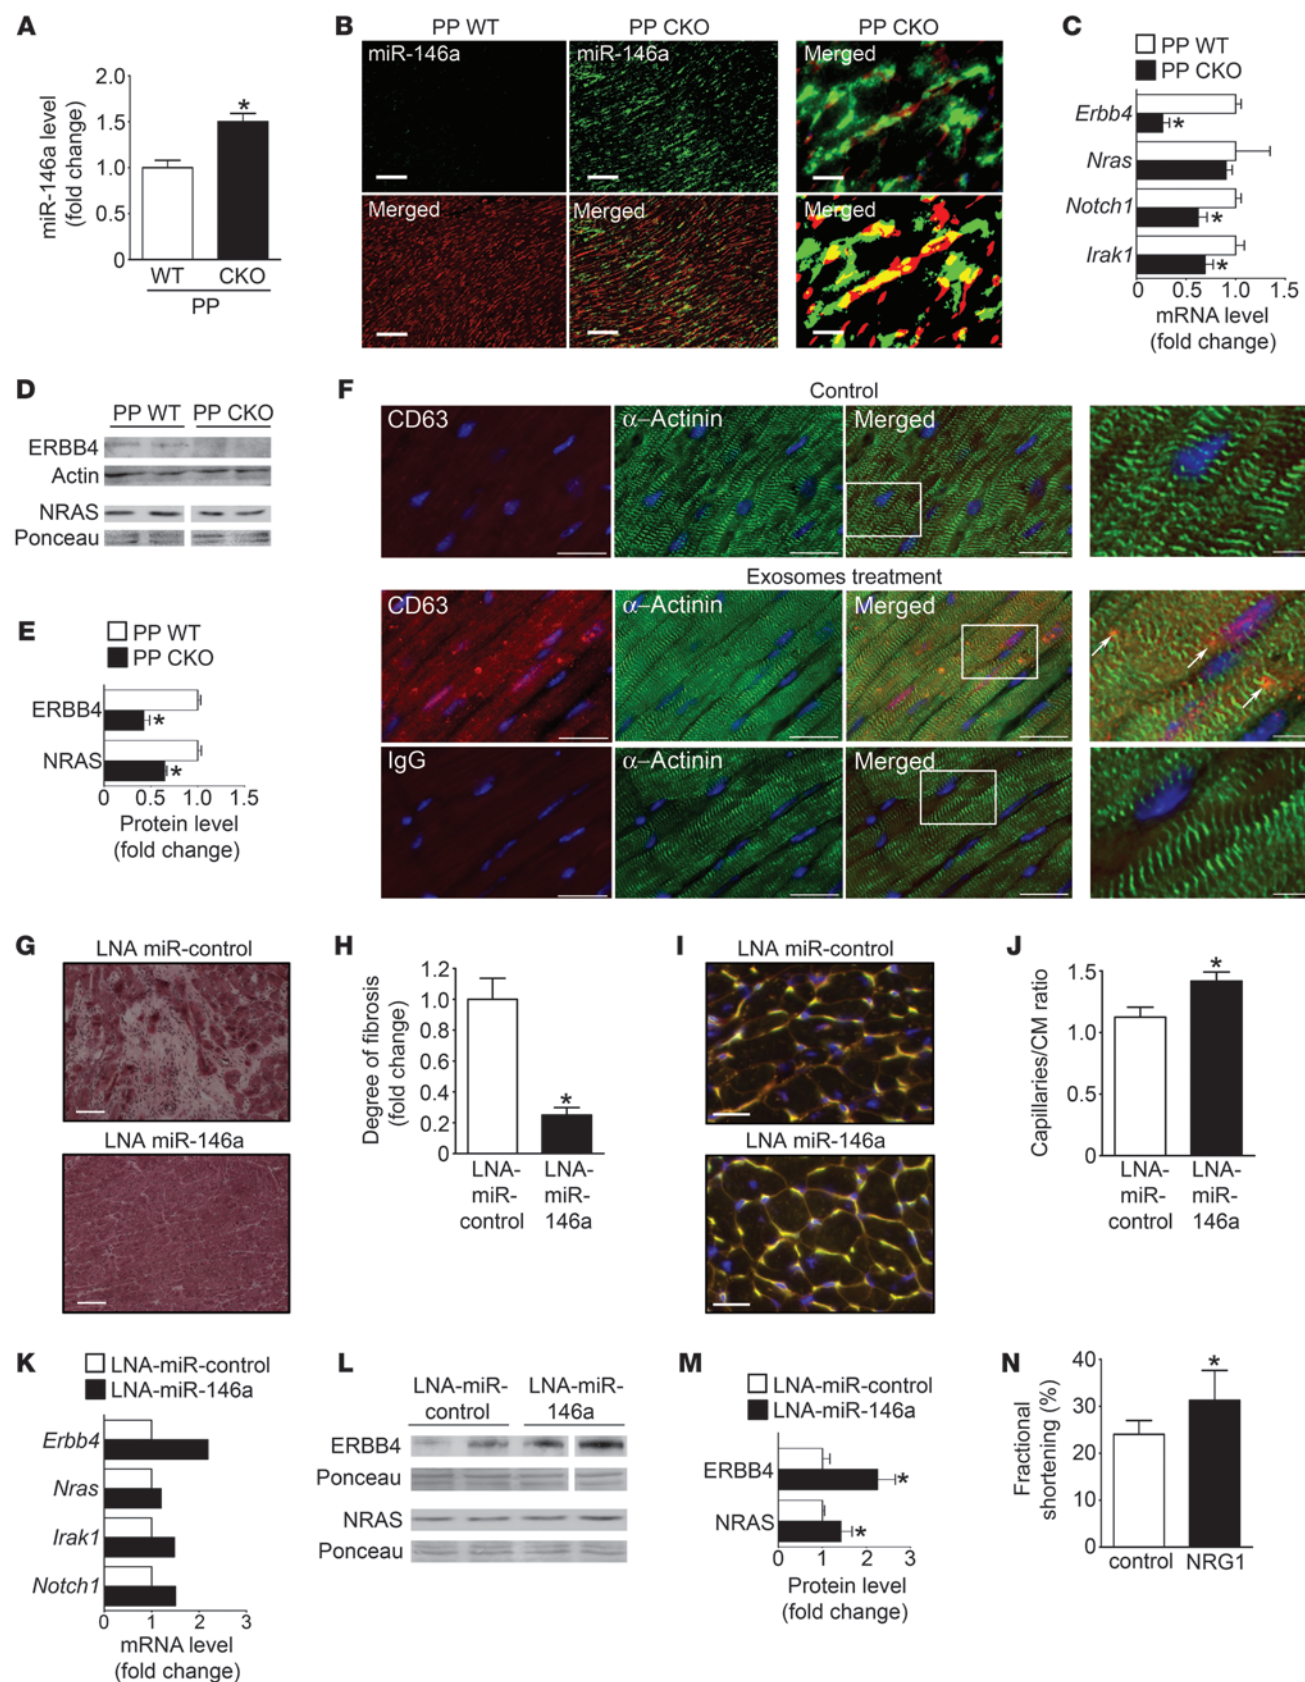 A
miR-146a level
(fold change)
2.0
1.5
1.0
0.5
0
*
WT
CKO
PP
B
PP WT
PP CKO
PP CKO
miR-146a
miR-146a
Merged
Merged
Merged
Merged
C
PP WT
PP CKO
Erbb4
*
Nras
Notch1
*
Irak1
*
0
0.5
1.0
1.5
mRNA level
(fold change)
D
PP WT
PP CKO
ERBB4
Actin
NRAS
Ponceau
E
PP WT
PP CKO
ERBB4
*
NRAS
*
0
0.5
1.0
1.5
Protein level
(fold change)
F
Control
CD63
α–Actinin
Merged
Exosomes treatment
CD63
α–Actinin
Merged
IgG
α–Actinin
Merged
G
LNA miR-control
LNA miR-146a
H
Degree of fibrosis
(fold change)
1.2
1.0
0.8
0.6
0.4
0.2
0
*
LNA-
miR-
control
LNA-
miR-
146a
I
LNA miR-control
LNA miR-146a
J
Capillaries/CM ratio
1.5
1.0
0.5
0
*
LNA-
miR-
control
LNA-
miR-
146a
K
LNA-miR-control
LNA-miR-146a
Erbb4
Nras
Irak1
Notch1
0
1
2
3
mRNA level
(fold change)
L
LNA-miR-
control
LNA-miR-
146a
ERBB4
Ponceau
NRAS
Ponceau
M
LNA-miR-control
LNA-miR-146a
ERBB4
*
NRAS
*
0
1
2
3
Protein level
(fold change)
N
Fractional
shortening (%)
40
30
20
10
0
*
control
NRG1